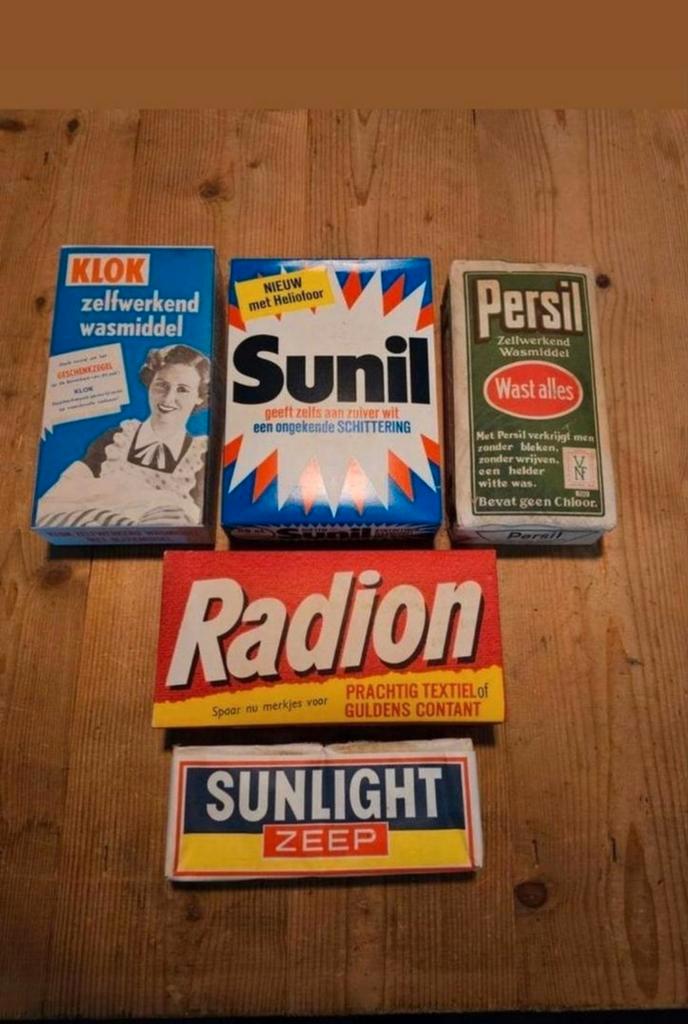 KLOK
zelfwerkend
wasmiddel
GESCHENKZEGEL
KLOK
NIEUW
met Heliofoor
Sunil
geeft zelfs aan zuiver wit
een ongekende SCHITTERING
Sunil
Persil
Zelfwerkend
Wasmiddel
Wast alles
Met Persil verkrijgt men
zonder bleken,
zonder wrijven,
een helder
witte was.
Bevat geen Chloor.
Persil
Radion
Spaar nu merkjes voor
PRACHTIG TEXTIEL of
GULDENS CONTANT
SUNLIGHT
ZEEP